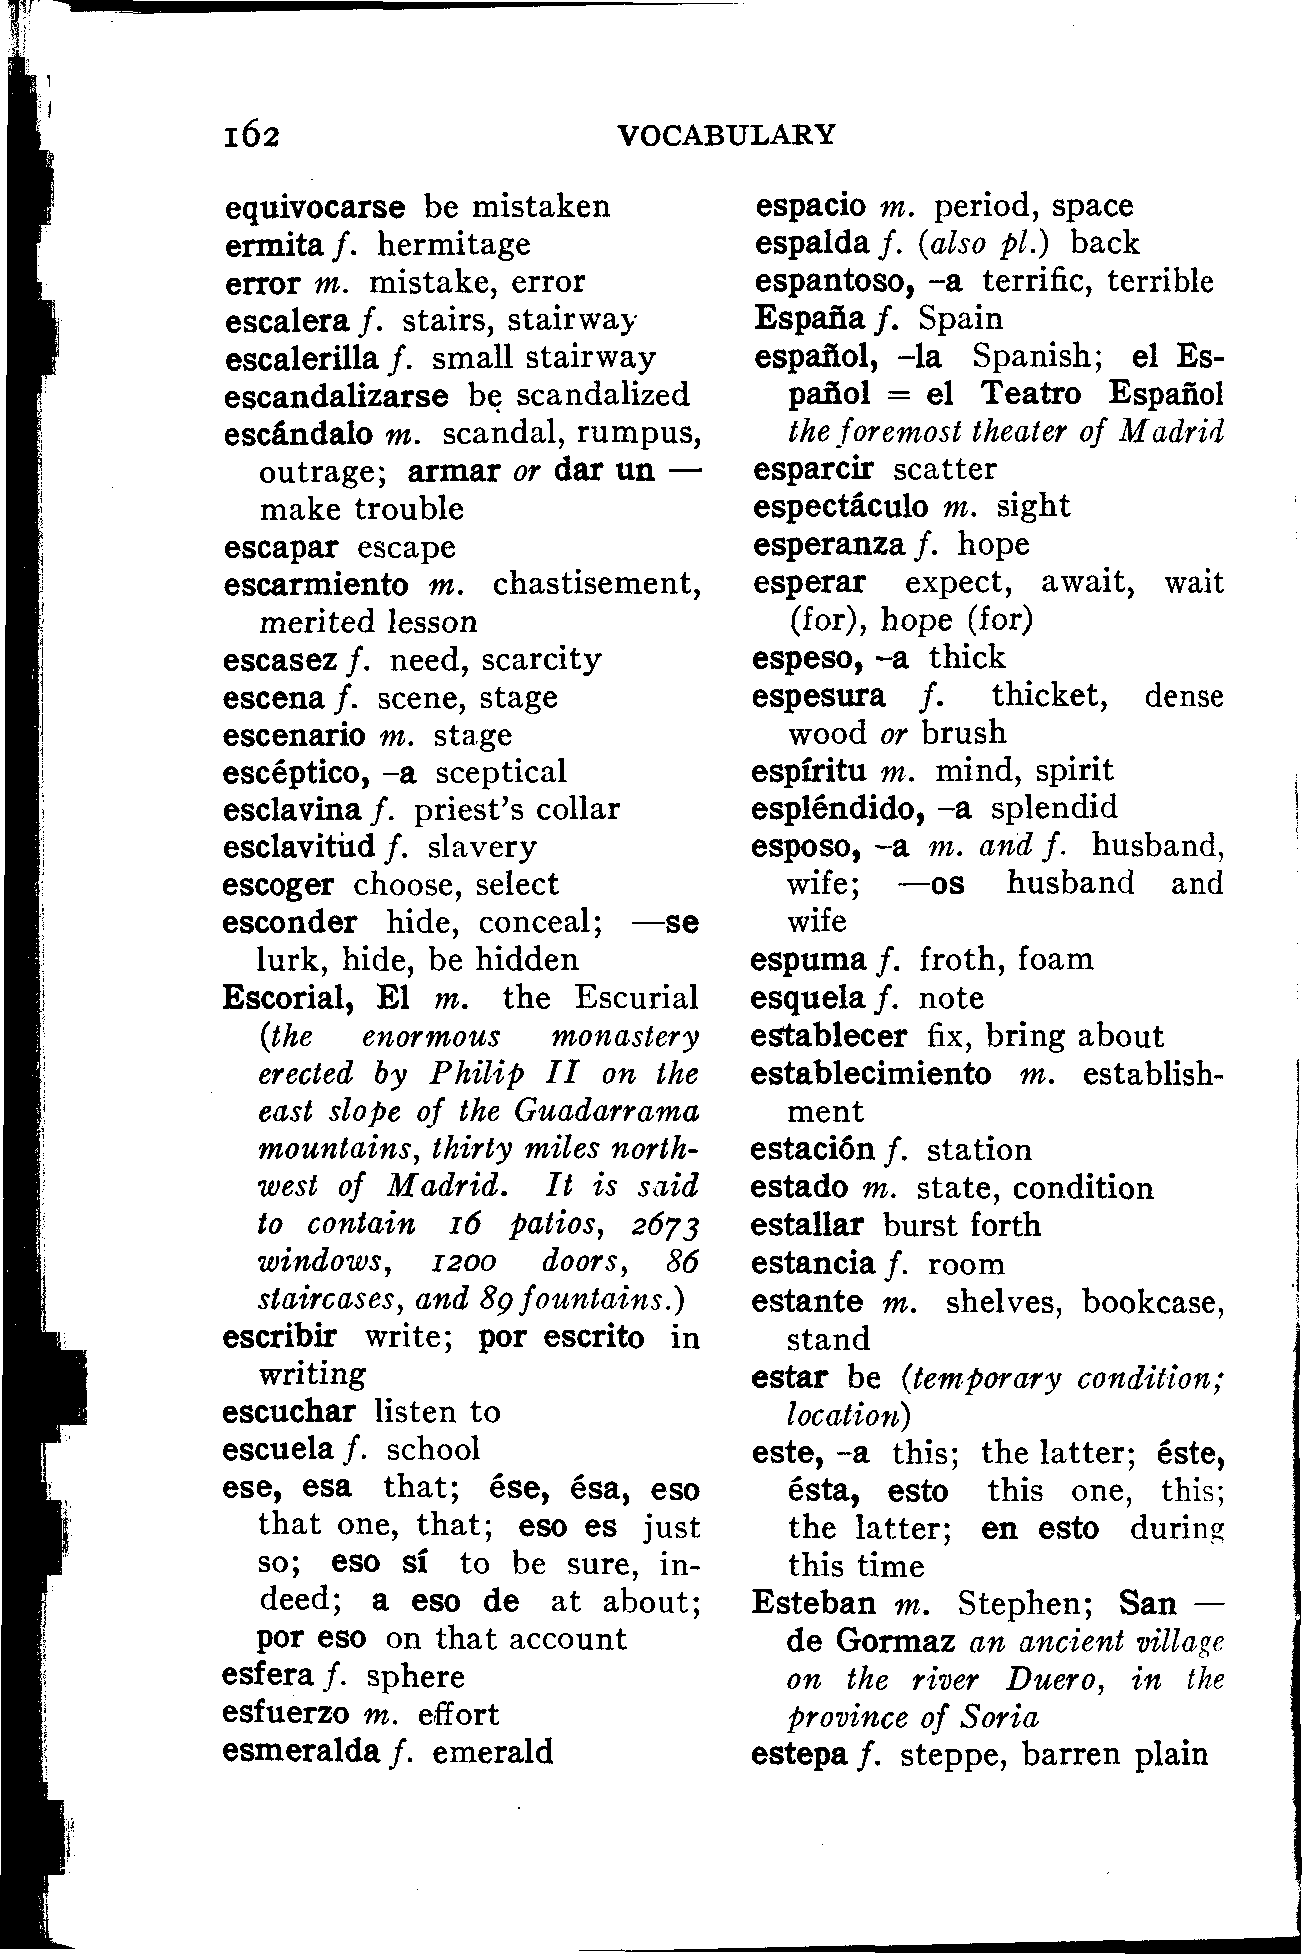 162
VOCABULARY
equivocarse be mistaken
ermita f. hermitage
error m. mistake, error
escalera f. stairs, stairway
escalerilla f. small stairway
escandalizarse be scandalized
escándalo m. scandal, rumpus,
outrage; armar or dar un —
make trouble
escapar escape
escarmiento m. chastisement,
merited lesson
escasez f. need, scarcity
escena f. scene, stage
escenario m. stage
escéptico, –a sceptical
esclavina f. priest's collar
esclavitud f. slavery
escoger choose, select
esconder hide, conceal; —se
lurk, hide, be hidden
Escorial, El m. the Escurial
(the enormous monastery
erected by Philip II on the
east slope of the Guadarrama
mountains, thirty miles north-
west of Madrid. It is said
to contain 16 patios, 2673
windows, 1200 doors, 86
staircases, and 89 fountains.)
escribir write; por escrito in
writing
escuchar listen to
escuela f. school
ese, esa that; ése, ésa, eso
that one, that; eso es just
so; eso sí to be sure, in-
deed; a eso de at about;
por eso on that account
esfera f. sphere
esfuerzo m. effort
esmeralda f. emerald
espacio m. period, space
espalda f. (also pl.) back
espantoso, –a terrific, terrible
España f. Spain
español, –la Spanish; el Es-
pañol = el Teatro Español
the foremost theater of Madrid
esparcir scatter
espectáculo m. sight
esperanza f. hope
esperar expect, await, wait
(for), hope (for)
espeso, –a thick
espesura f. thicket, dense
wood or brush
espíritu m. mind, spirit
espléndido, –a splendid
esposo, –a m. and f. husband,
wife; —os husband and
wife
espuma f. froth, foam
esquela f. note
establecer fix, bring about
establecimiento m. establish-
ment
estación f. station
estado m. state, condition
estallar burst forth
estancia f. room
estante m. shelves, bookcase,
stand
estar be (temporary condition;
location)
este, –a this; the latter; éste,
ésta, esto this one, this;
the latter; en esto during
this time
Esteban m. Stephen; San —
de Gormaz an ancient village
on the river Duero, in the
province of Soria
estepa f. steppe, barren plain